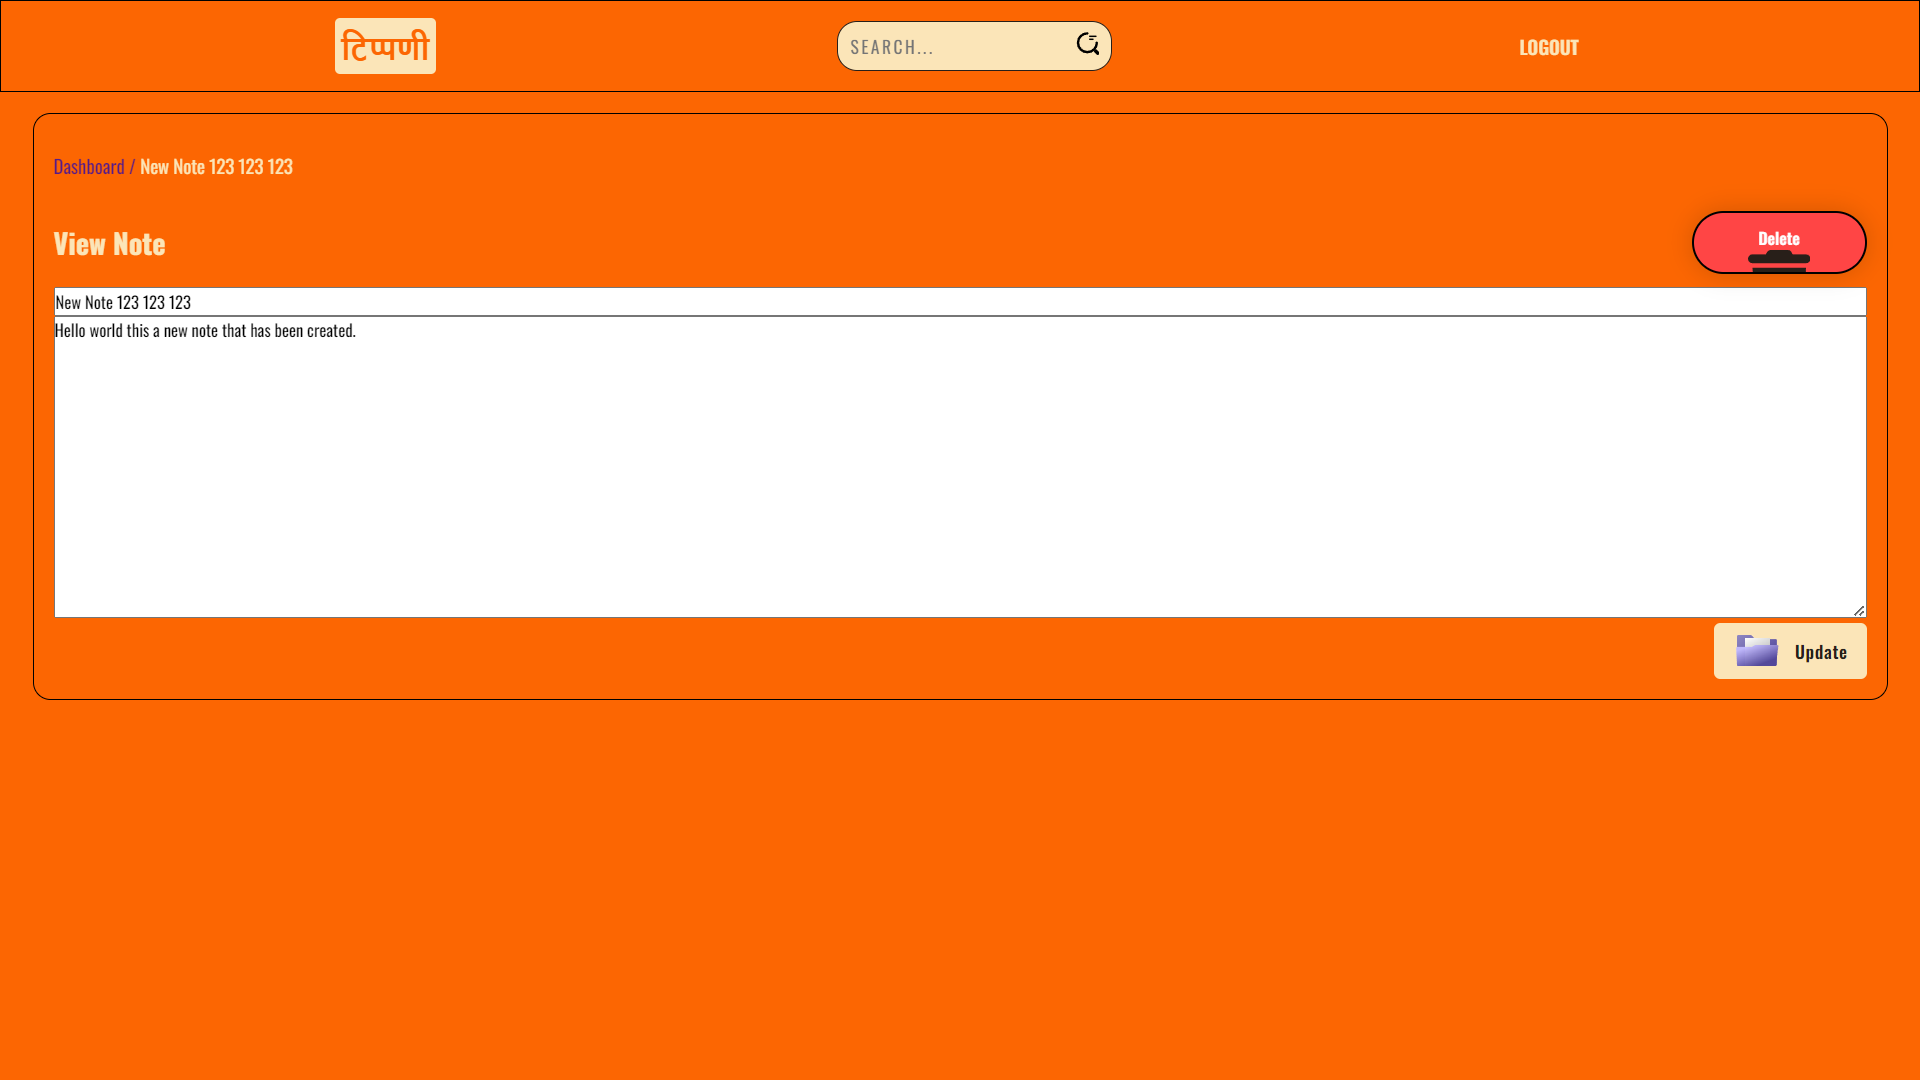 टिप्पणी
SEARCH...
LOGOUT
Dashboard / New Note 123 123 123
View Note
Delete
New Note 123 123 123
Hello world this a new note that has been created.
Update